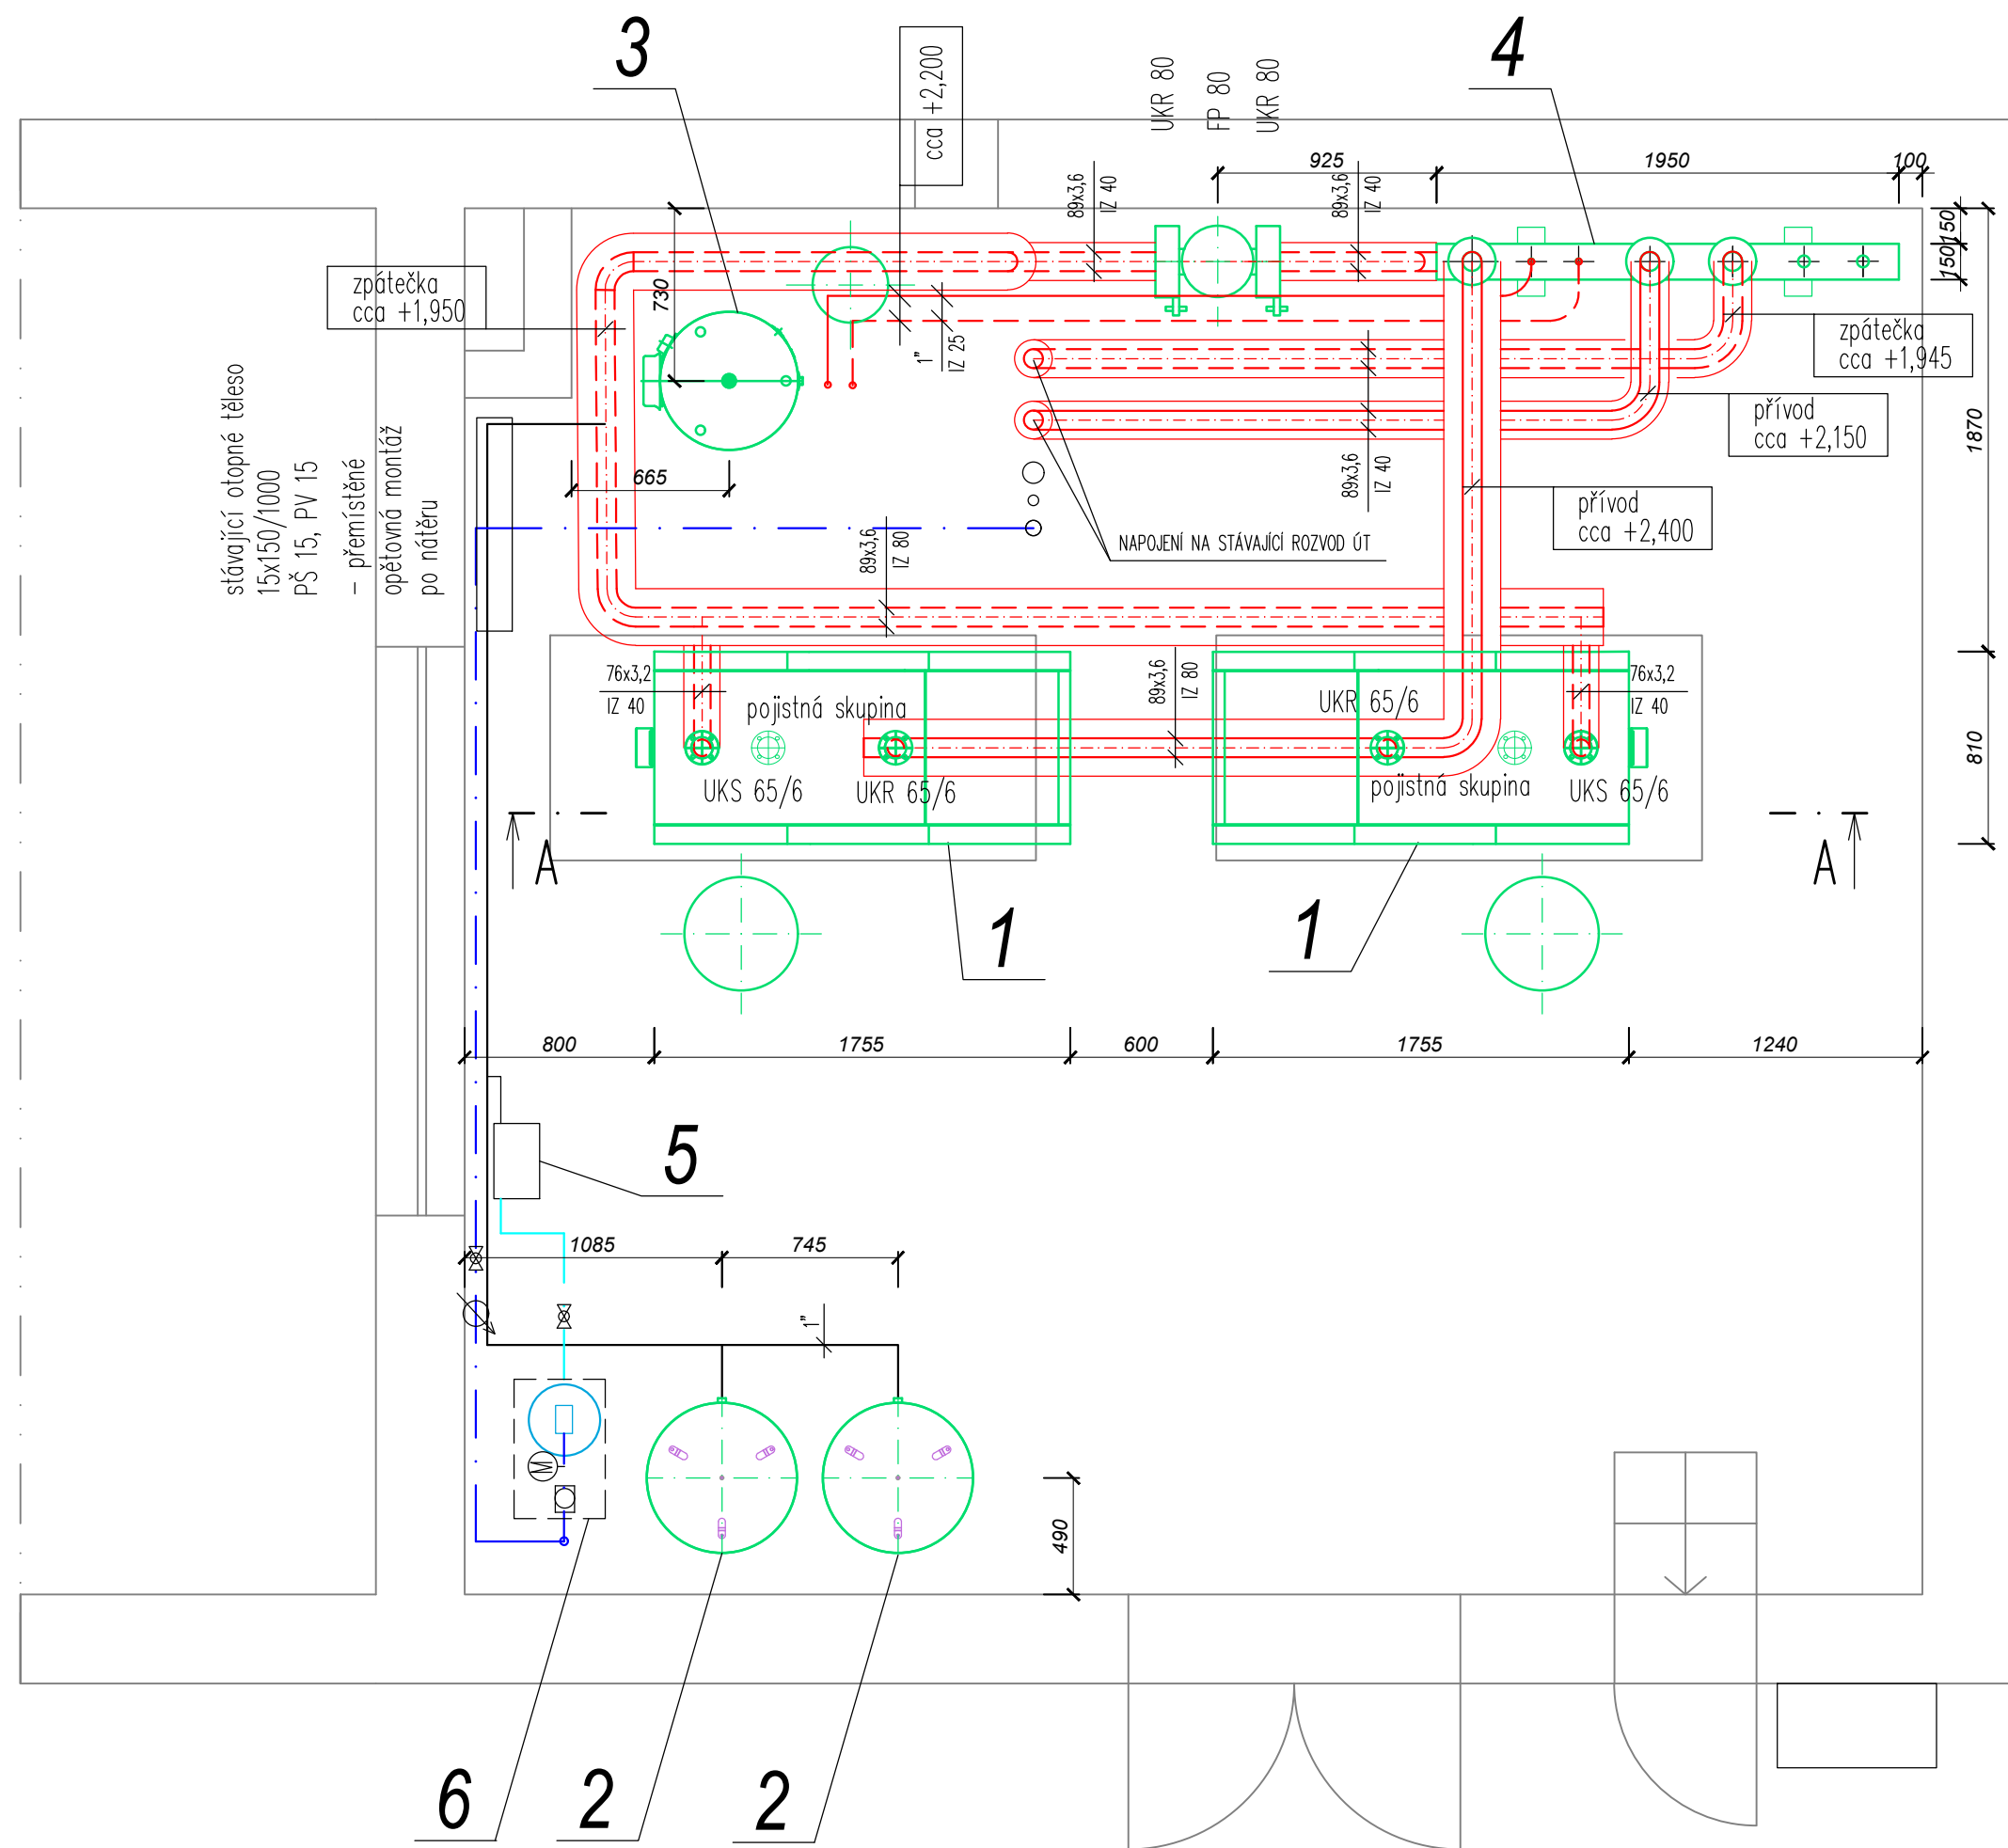 3
4
cca +2,200
UKR 80
FP 80
UKR 80
925
1950
100
89x3,6
IZ 40
89x3,6
IZ 40
150
150
zpátečka
cca +1,950
730
1"
IZ 25
zpátečka
cca +1,945
přívod
cca +2,150
1870
stávající otopné těleso
15x150/1000
PŠ 15, PV 15
– přemístěné
opětovná montáž
po nátěru
665
89x3,6
IZ 40
přívod
cca +2,400
89x3,6
IZ 80
NAPOJENÍ NA STÁVAJÍCÍ ROZVOD ÚT
76x3,2
IZ 40
pojistná skupina
89x3,6
IZ 80
UKR 65/6
76x3,2
IZ 40
810
UKS 65/6
UKR 65/6
pojistná skupina
UKS 65/6
A
A
1
1
800
1755
600
1755
1240
5
1085
745
1"
M
490
6
2
2